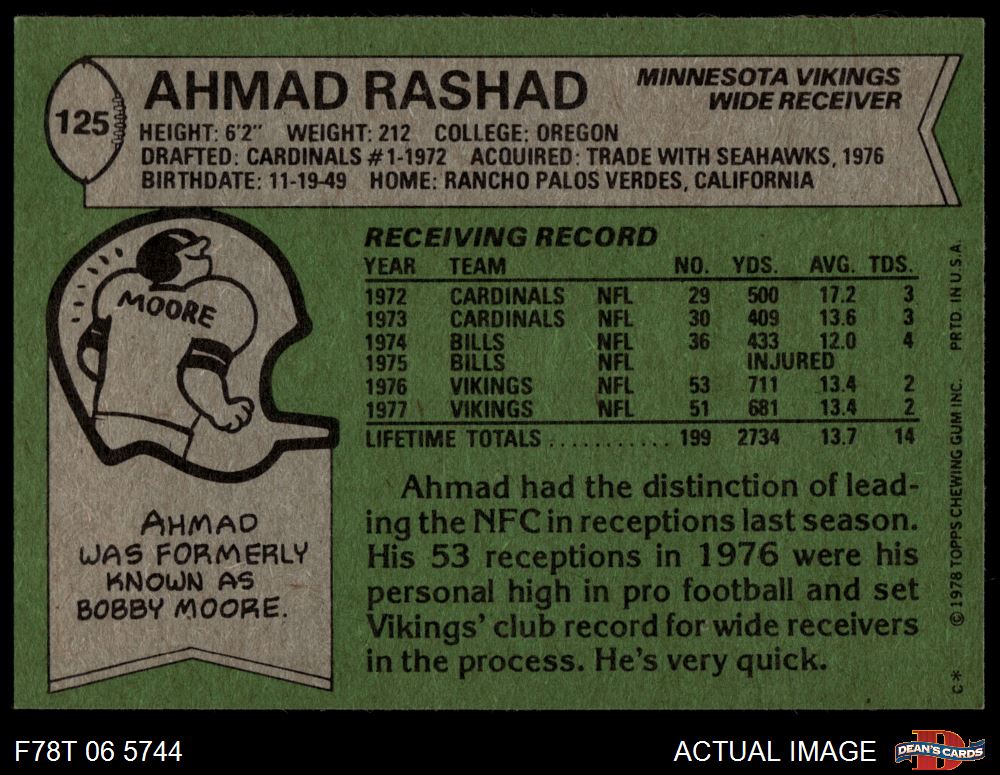 125
AHMAD RASHAD
MINNESOTA VIKINGS
WIDE RECEIVER
HEIGHT: 6'2" WEIGHT: 212 COLLEGE: OREGON
DRAFTED: CARDINALS #1-1972 ACQUIRED: TRADE WITH SEAHAWKS, 1976
BIRTHDATE: 11-19-49 HOME: RANCHO PALOS VERDES, CALIFORNIA
MOORE
AHMAD
WAS FORMERLY
KNOWN AS
BOBBY MOORE.
RECEIVING RECORD
YEAR TEAM NO. YDS. AVG. TDS.
1972 CARDINALS NFL 29 500 17.2 3
1973 CARDINALS NFL 30 409 13.6 3
1974 BILLS NFL 36 433 12.0 4
1975 BILLS NFL INJURED
1976 VIKINGS NFL 53 711 13.4 2
1977 VIKINGS NFL 51 681 13.4 2
LIFETIME TOTALS ........... 199 2734 13.7 14
Ahmad had the distinction of lead-
ing the NFC in receptions last season.
His 53 receptions in 1976 were his
personal high in pro football and set
Vikings' club record for wide receivers
in the process. He's very quick.
C* © 1978 TOPPS CHEWING GUM INC. PRTD. IN U.S.A.
F78T 06 5744
ACTUAL IMAGE
D
DEAN'S CARDS